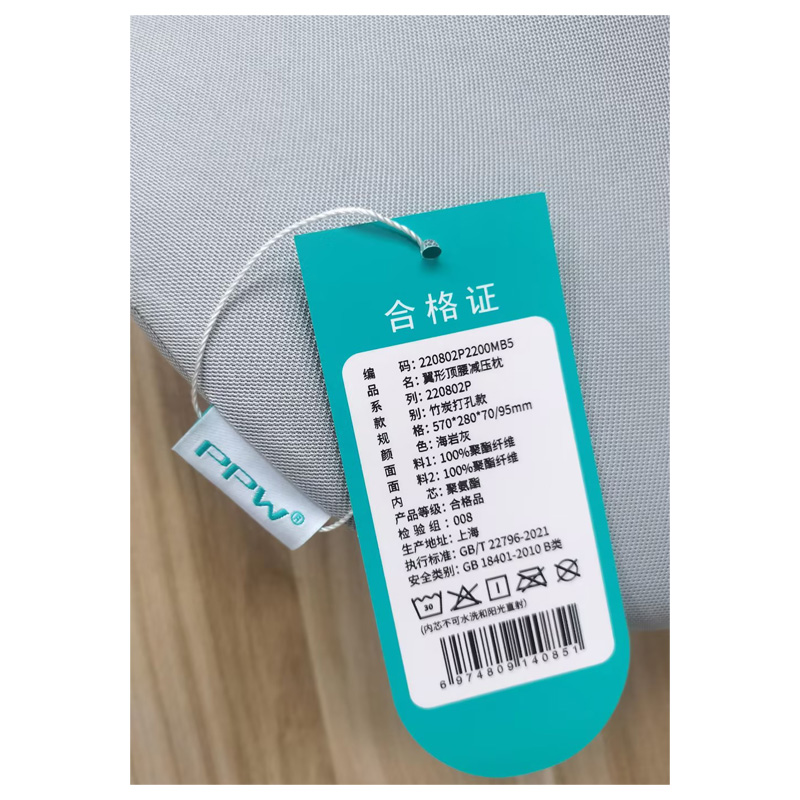 合格证
编 码：220802P2200MB5
品 名：翼形顶腰减压枕
系 列：220802P
款 别：竹炭打孔款
规 格：570*280*70/95mm
颜 色：海岩灰
面 料1：100%聚酯纤维
面 料2：100%聚酯纤维
内 芯：聚氨酯
产品等级：合格品
检 验 组：008
生产地址：上海
执行标准：GB/T 22796-2021
安全类别：GB 18401-2010 B类
30
(内芯不可水洗和阳光直射)
6974809140851
PPW®